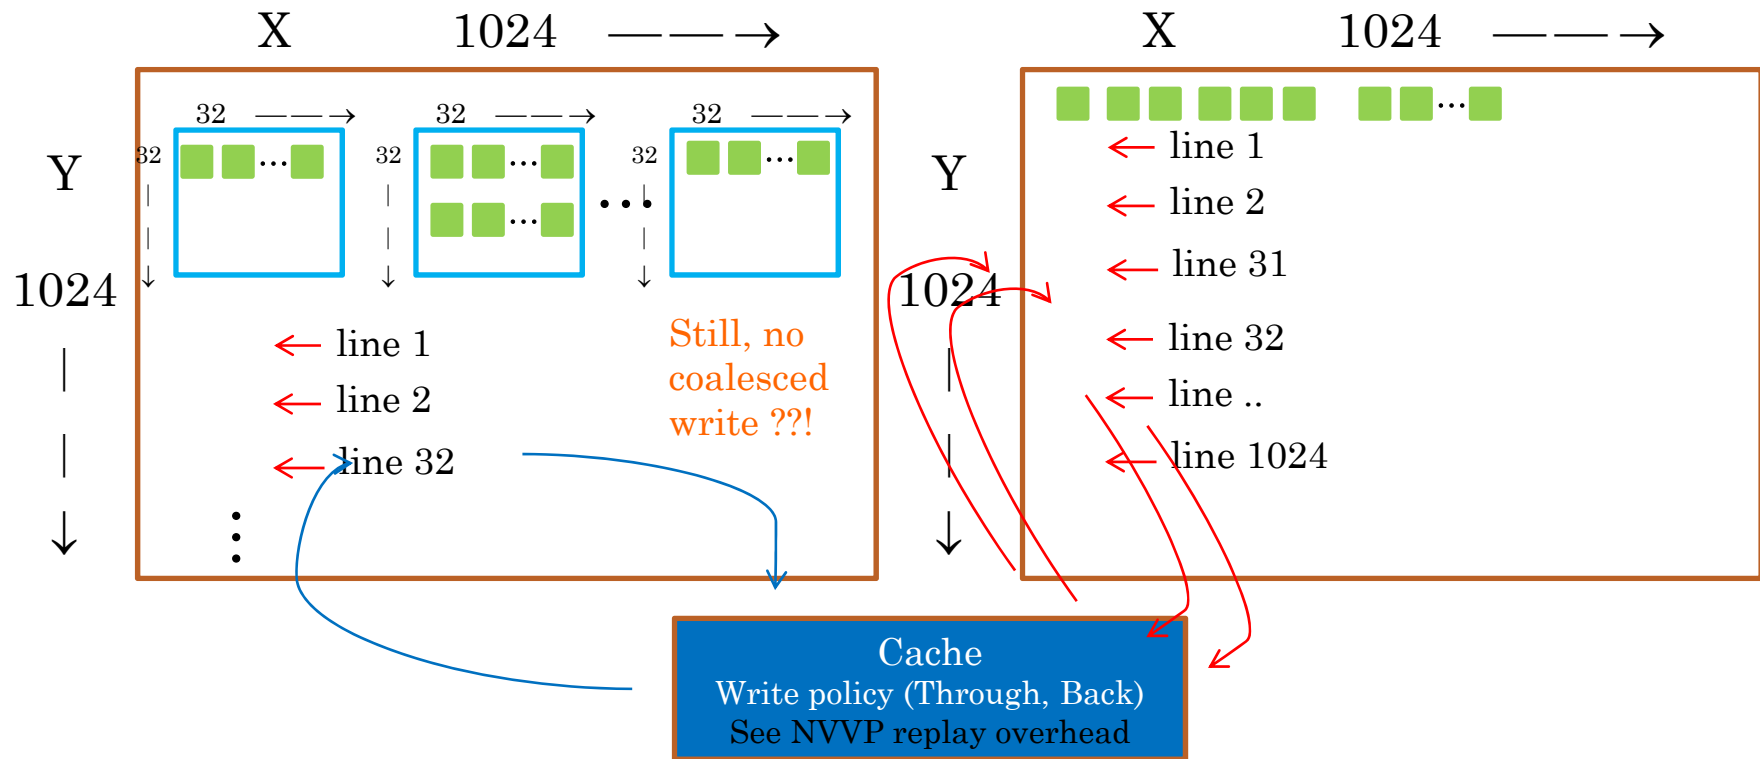 X 1024 — — →
32 — — →
32 — — →
32 — — →
Y
32
32
32
...
...
...
...
...
1024
line 1
line 2
line 32
Still, no
coalesced
write ??!
X 1024 — — →
...
Y
1024
line 1
line 2
line 31
line 32
line ..
line 1024
Cache
Write policy (Through, Back)
See NVVP replay overhead